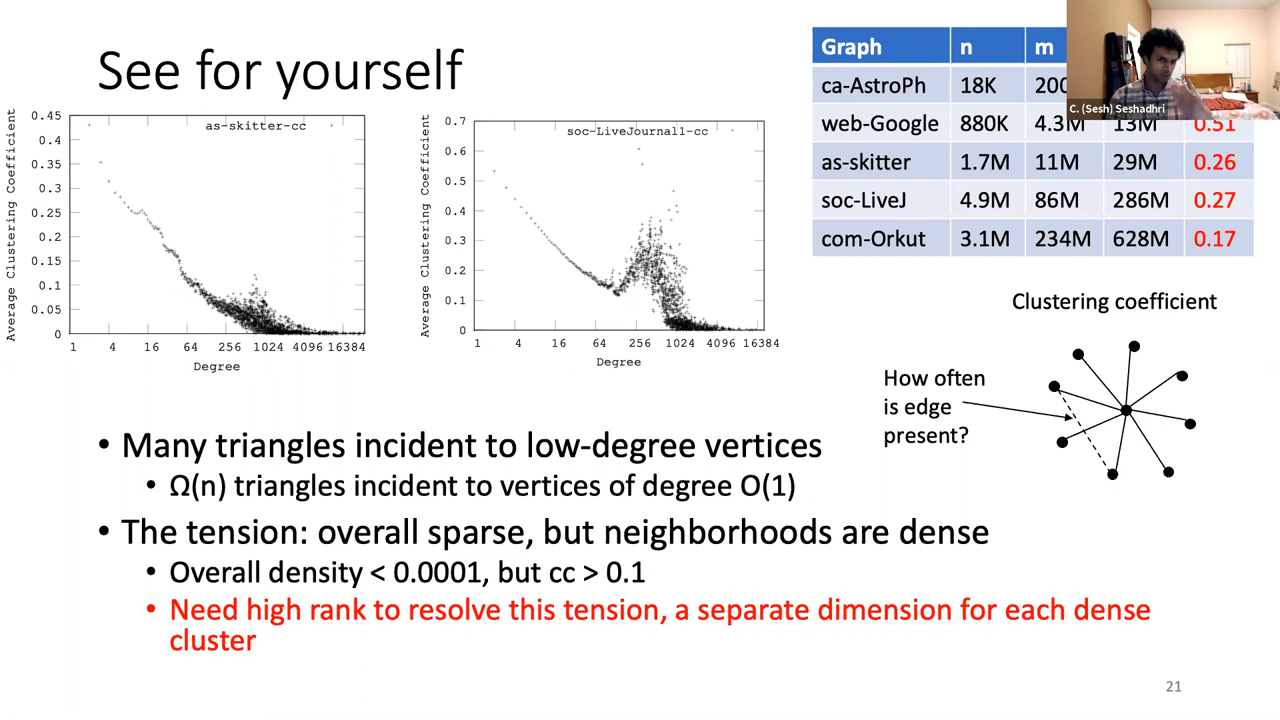 See for yourself
Graph n m
ca-AstroPh 18K 200
C. (Sesh) Seshadhri
web-Google 880K 4.3M 13M 0.51
as-skitter 1.7M 11M 29M 0.26
soc-LiveJ 4.9M 86M 286M 0.27
com-Orkut 3.1M 234M 628M 0.17
Average Clustering Coefficient
0.45
0.4
0.35
0.3
0.25
0.2
0.15
0.1
0.05
0
as-skitter-cc
1 4 16 64 256 1024 4096 16384
Degree
Average Clustering Coefficient
0.7
0.6
0.5
0.4
0.3
0.2
0.1
0
soc-LiveJournal1-cc
1 4 16 64 256 1024 4096 16384
Degree
Clustering coefficient
How often
is edge
present?
• Many triangles incident to low-degree vertices
• Ω(n) triangles incident to vertices of degree O(1)
• The tension: overall sparse, but neighborhoods are dense
• Overall density < 0.0001, but cc > 0.1
• Need high rank to resolve this tension, a separate dimension for each dense
cluster
21